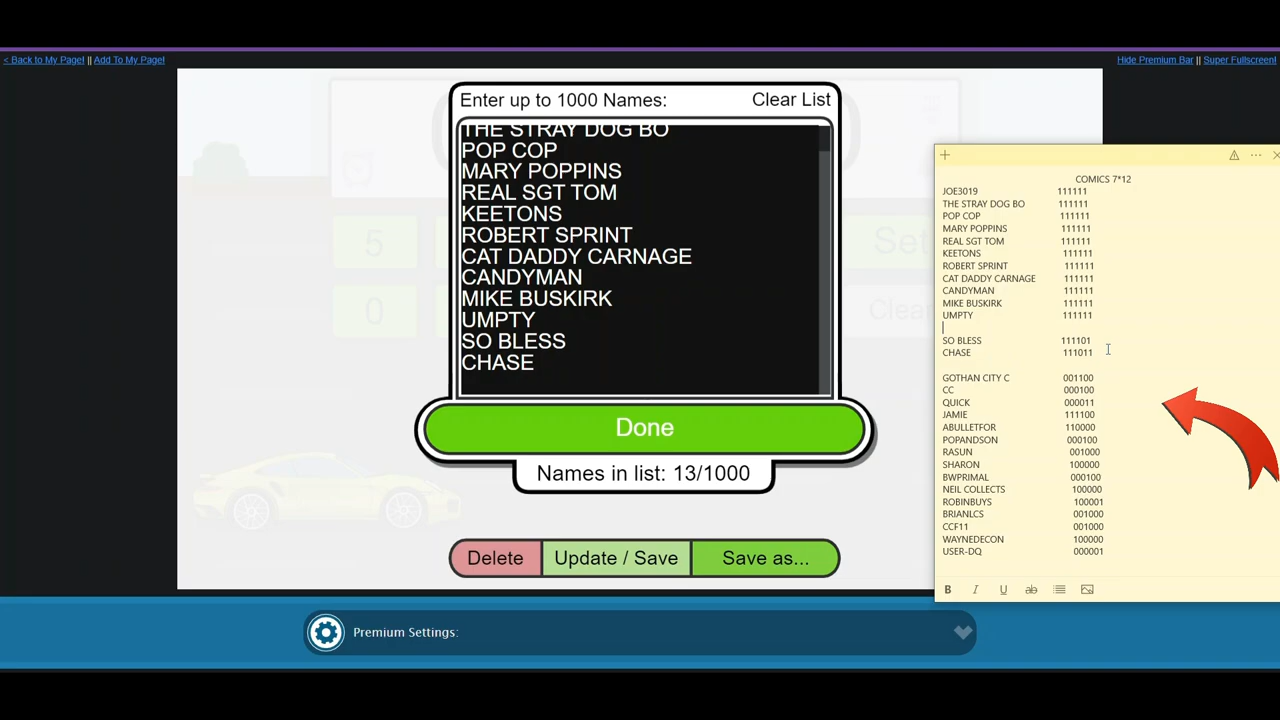 < Back to My Page! || Add To My Page!
Hide Premium Bar || Super Fullscreen!
Enter up to 1000 Names: Clear List
THE STRAY DOG BO
POP COP
MARY POPPINS
REAL SGT TOM
KEETONS
ROBERT SPRINT
CAT DADDY CARNAGE
CANDYMAN
MIKE BUSKIRK
UMPTY
SO BLESS
CHASE
Done
Names in list: 13/1000
Delete Update / Save Save as...
5 Set
0 Clear
Premium Settings:
COMICS 7*12
JOE3019 111111
THE STRAY DOG BO 111111
POP COP 111111
MARY POPPINS 111111
REAL SGT TOM 111111
KEETONS 111111
ROBERT SPRINT 111111
CAT DADDY CARNAGE 111111
CANDYMAN 111111
MIKE BUSKIRK 111111
UMPTY 111111
SO BLESS 111101
CHASE 111011
GOTHAN CITY C 001100
CC 000100
QUICK 000011
JAMIE 111100
ABULLETFOR 110000
POPANDSON 000100
RASUN 001000
SHARON 100000
BWPRIMAL 000100
NEIL COLLECTS 100000
ROBINBUYS 100001
BRIANLCS 001000
CCF11 001000
WAYNEDECON 100000
USER-DQ 000001
B I U ab